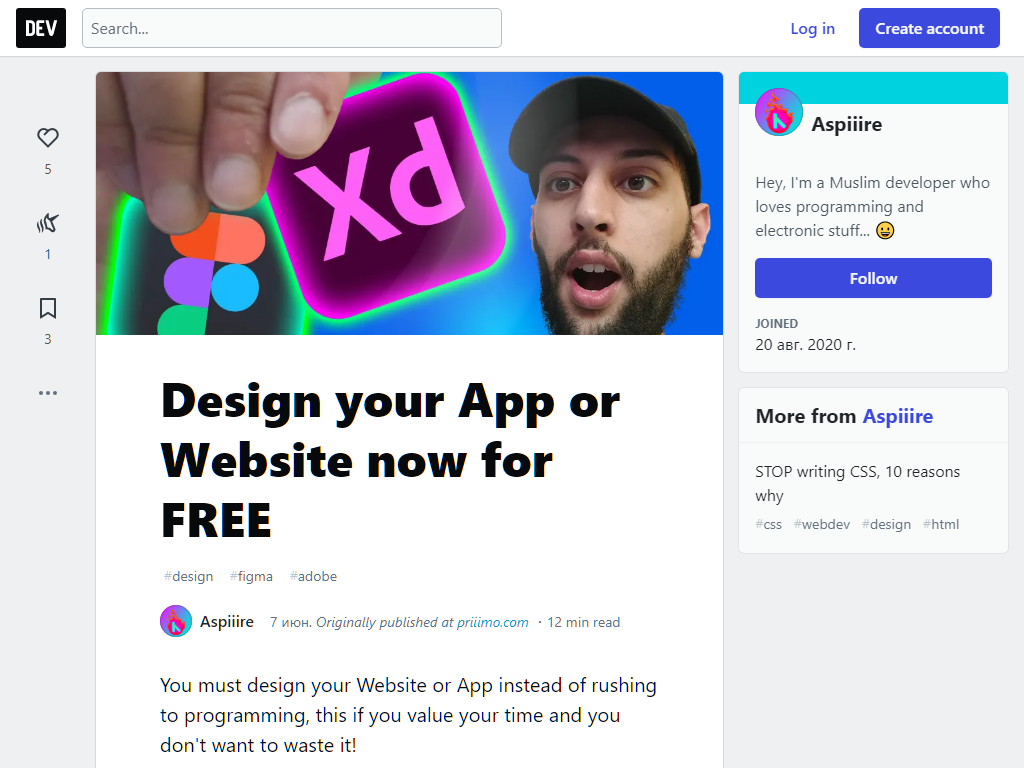 DEV
Search...
Log in
Create account
5
1
3
Xd
Design your App or
Website now for
FREE
#design #figma #adobe
Aspiiire 7 июн. Originally published at priiimo.com ・12 min read
You must design your Website or App instead of rushing
to programming, this if you value your time and you
don't want to waste it!
Aspiiire
Hey, I'm a Muslim developer who
loves programming and
electronic stuff... 😀
Follow
JOINED
20 авг. 2020 г.
More from Aspiiire
STOP writing CSS, 10 reasons
why
#css #webdev #design #html